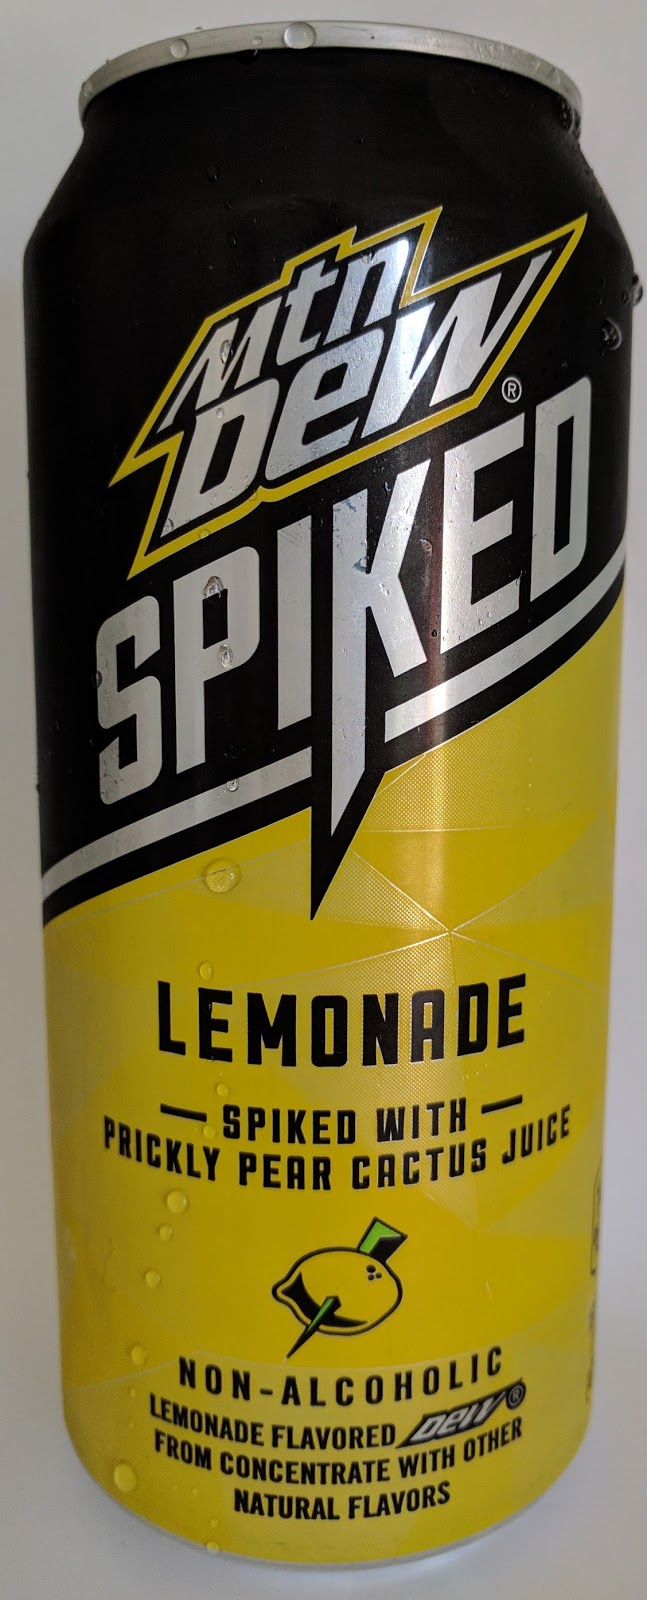 Mtn
Dew®
SPIKED
LEMONADE
SPIKED WITH
PRICKLY PEAR CACTUS JUICE
NON-ALCOHOLIC
LEMONADE FLAVORED DEW®
FROM CONCENTRATE WITH OTHER
NATURAL FLAVORS